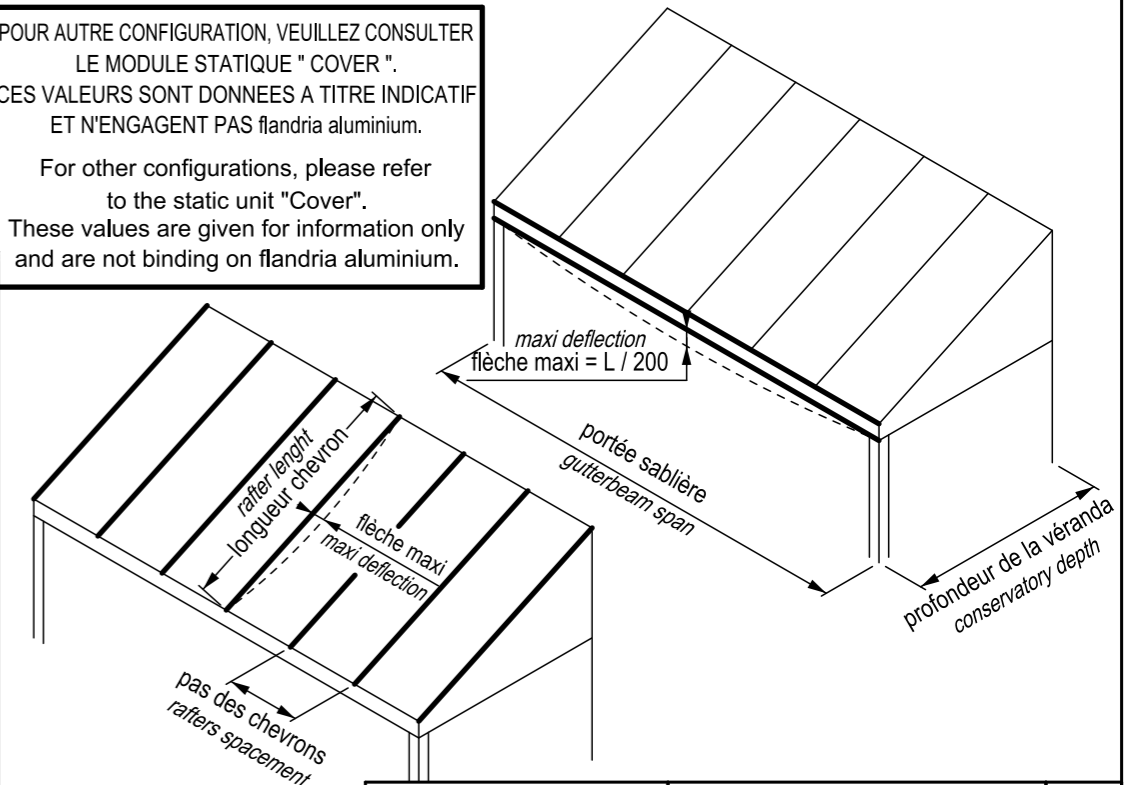 POUR AUTRE CONFIGURATION, VEUILLEZ CONSULTER
LE MODULE STATIQUE " COVER ".
CES VALEURS SONT DONNEES A TITRE INDICATIF
ET N'ENGAGENT PAS flandria aluminium.
For other configurations, please refer
to the static unit "Cover".
These values are given for information only
and are not binding on flandria aluminium.
maxi deflection
flèche maxi = L / 200
portée sablière
gutterbeam span
profondeur de la véranda
conservatory depth
rafter lenght
longueur chevron
flèche maxi
maxi deflection
pas des chevrons
rafters spacement